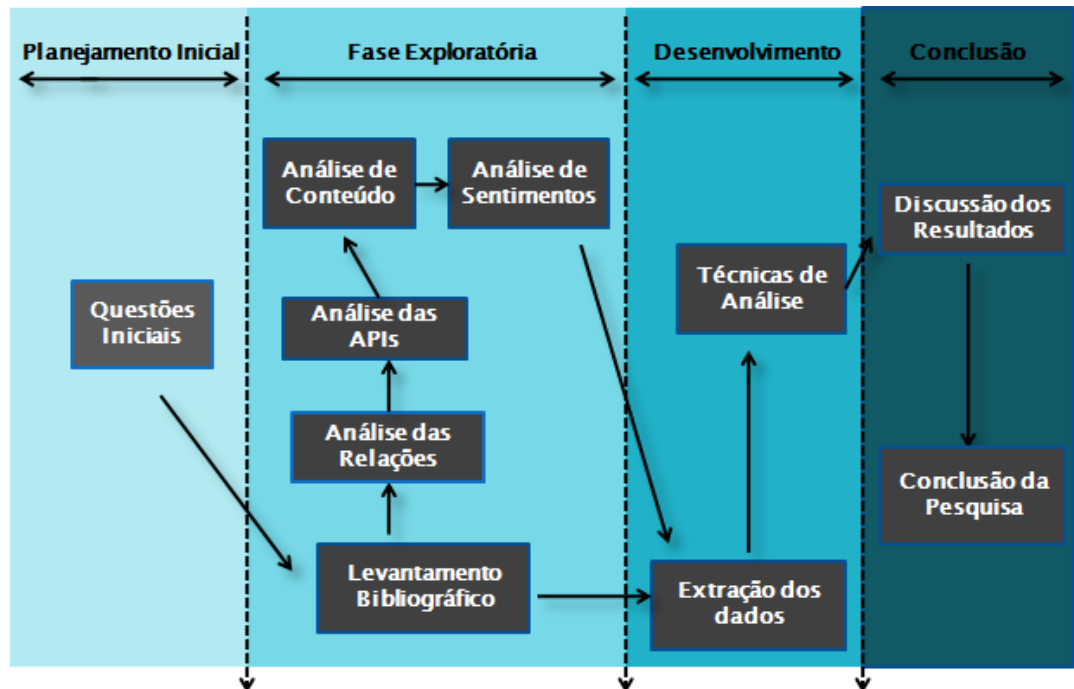 Planejamento Inicial
Fase Exploratória
Desenvolvimento
Conclusão
Questões
Iniciais
Análise de
Conteúdo
Análise de
Sentimentos
Análise das
APIs
Análise das
Relações
Levantamento
Bibliográfico
Técnicas de
Análise
Extração dos
dados
Discussão dos
Resultados
Conclusão da
Pesquisa